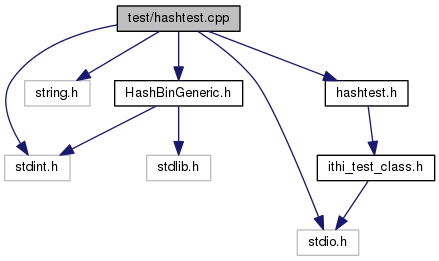 test/hashtest.cpp
string.h
HashBinGeneric.h
hashtest.h
stdint.h
stdlib.h
ithi_test_class.h
stdio.h